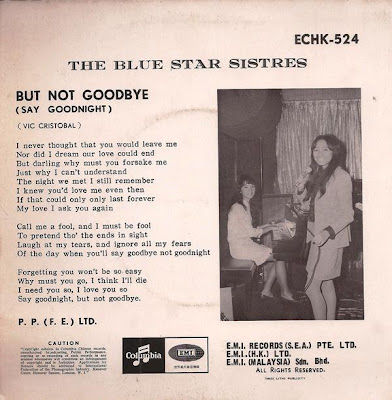 ECHK-524
THE BLUE STAR SISTRES
BUT NOT GOODBYE
(SAY GOODNIGHT)
(VIC CRISTOBAL)
I never thought that you would leave me
Nor did I dream our love could end
But darling why must you forsake me
Just why I can't understand
The night we met I still remember
I knew you'd love me even then
If that could only only last forever
My love I ask you again
Call me a fool, and I must be fool
To pretend tho' the ends in sight
Laugh at my tears, and ignore all my fears
Of the day when you'll say goodbye not goodnight
Forgetting you won't be so easy
Why must you go, I think I'll die
I need you so, I love you so
Say goodnight, but not goodbye.
P. P. (F. E.) LTD.
CAUTION
Columbia
EMI
E.M.I. RECORDS (S.E.A.) PTE. LTD.
E.M.I.(H.K.) LTD.
E.M.I. (MALAYSIA) Sdn. Bhd.
ALL RIGHTS RESERVED.